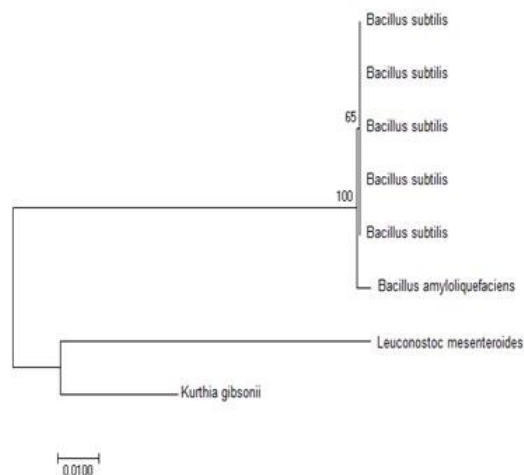 Bacillus subtilis
Bacillus subtilis
65
Bacillus subtilis
Bacillus subtilis
100
Bacillus subtilis
Bacillus amyloliquefaciens
Leuconostoc mesenteroides
Kurthia gibsonii
0.0100